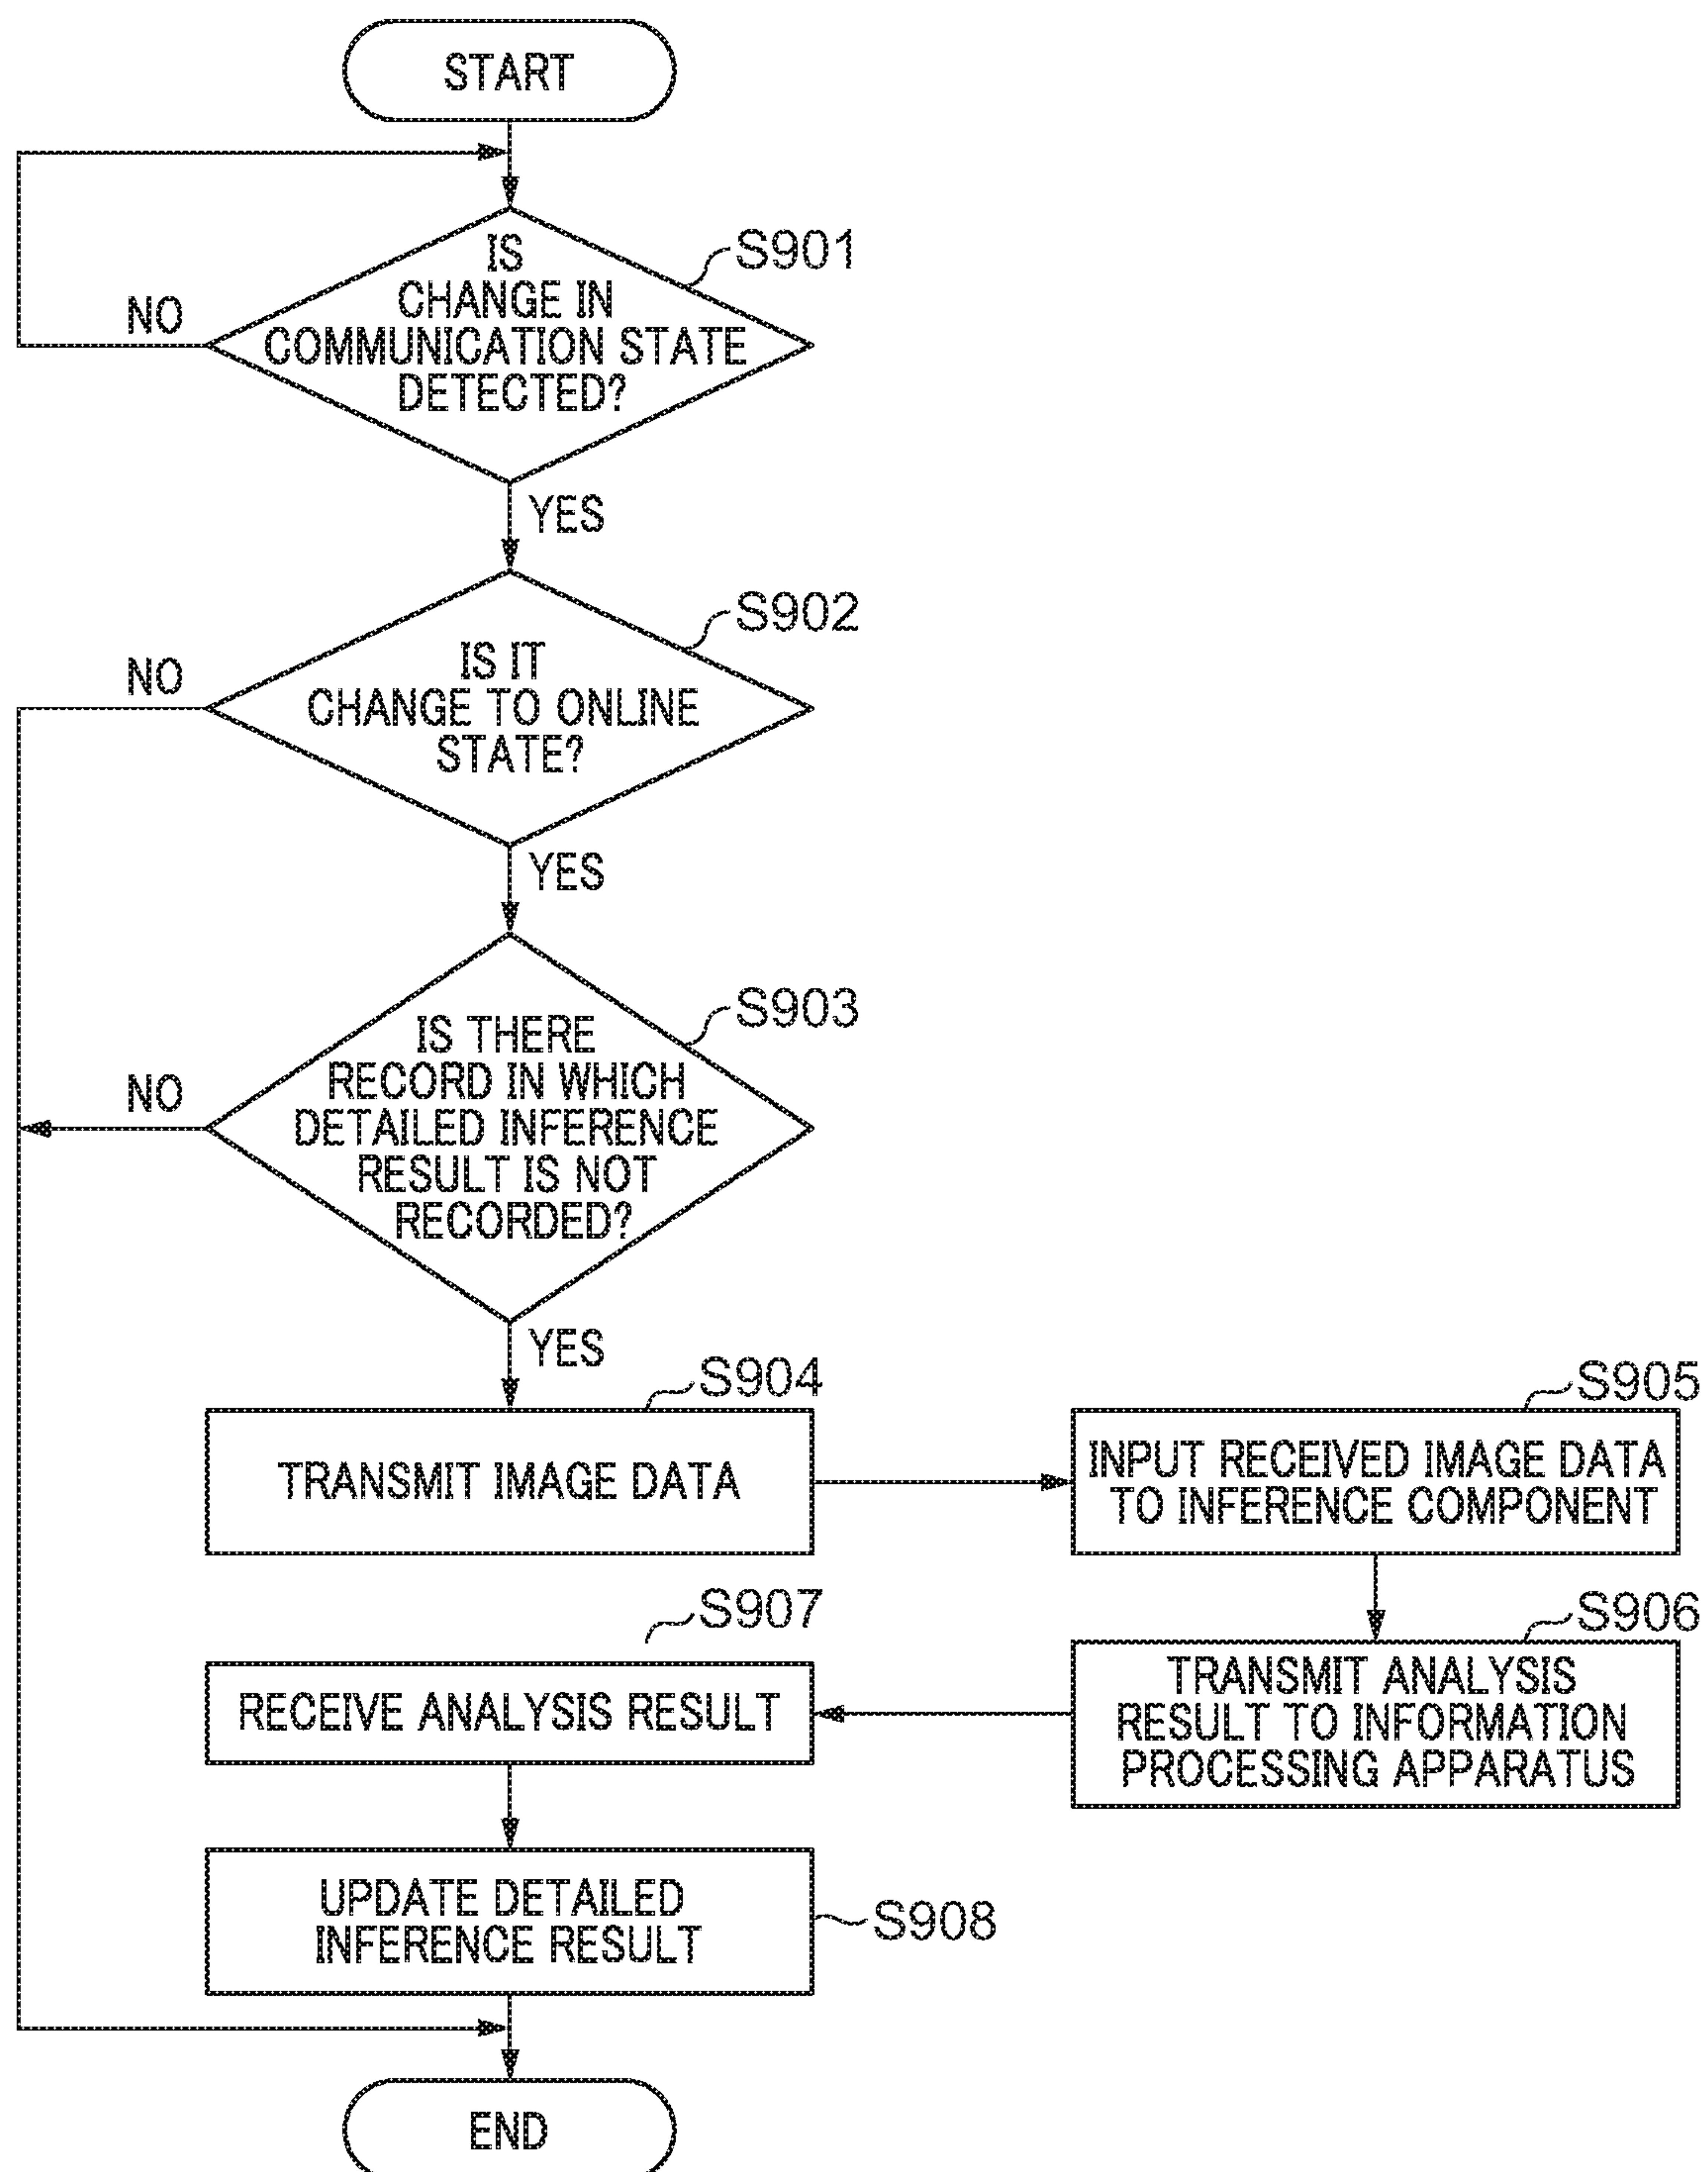 START
S901
IS
CHANGE IN
COMMUNICATION STATE
DETECTED?
NO
YES
S902
IS IT
CHANGE TO ONLINE
STATE?
NO
YES
S903
IS THERE
RECORD IN WHICH
DETAILED INFERENCE
RESULT IS NOT
RECORDED?
NO
YES
S904
TRANSMIT IMAGE DATA
S905
INPUT RECEIVED IMAGE DATA
TO INFERENCE COMPONENT
S906
TRANSMIT ANALYSIS
RESULT TO INFORMATION
PROCESSING APPARATUS
S907
RECEIVE ANALYSIS RESULT
UPDATE DETAILED
INFERENCE RESULT
S908
END